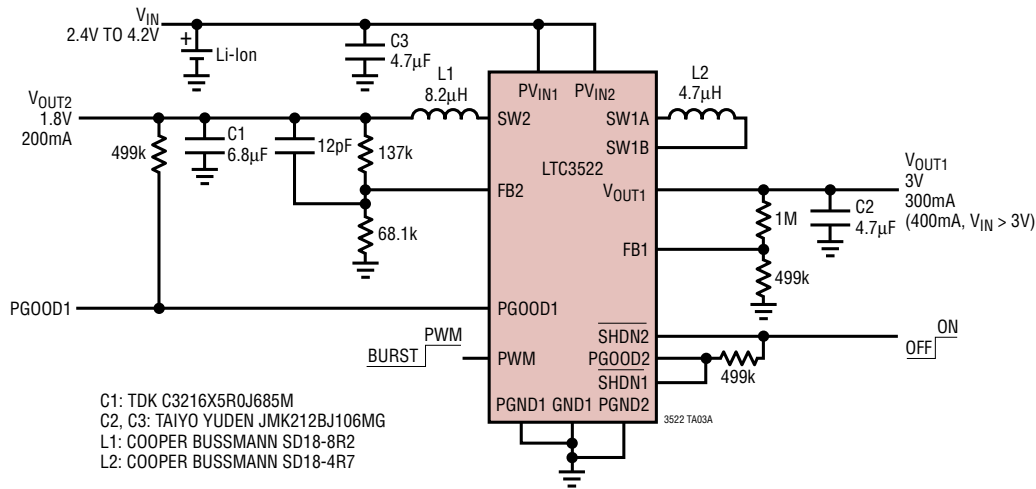 VIN
2.4V TO 4.2V
+
Li-Ion
C3
4.7µF
L1
8.2µH
PVIN1
PVIN2
L2
4.7µH
VOUT2
1.8V
200mA
499k
C1
6.8µF
12pF
137k
68.1k
SW2
SW1A
SW1B
LTC3522
FB2
VOUT1
FB1
VOUT1
3V
300mA
(400mA, VIN > 3V)
1M
C2
4.7µF
499k
PGOOD1
PGOOD1
SHDN2
PGOOD2
SHDN1
499k
ON
OFF
PWM
BURST
PWM
PGND1
GND1
PGND2
3522 TA03A
C1: TDK C3216X5R0J685M
C2, C3: TAIYO YUDEN JMK212BJ106MG
L1: COOPER BUSSMANN SD18-8R2
L2: COOPER BUSSMANN SD18-4R7